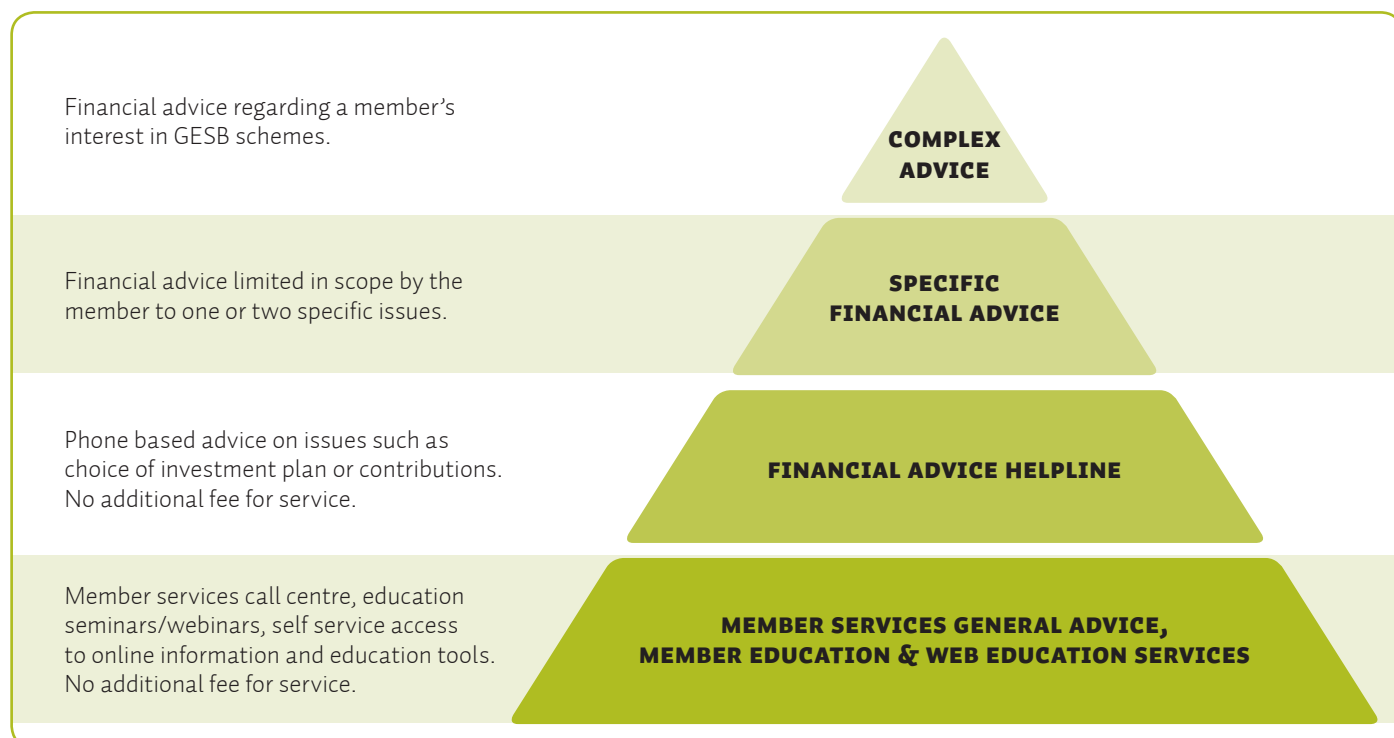 Financial advice regarding a member’s
interest in GESB schemes.
COMPLEX
ADVICE
Financial advice limited in scope by the
member to one or two specific issues.
SPECIFIC
FINANCIAL ADVICE
Phone based advice on issues such as
choice of investment plan or contributions.
No additional fee for service.
FINANCIAL ADVICE HELPLINE
Member services call centre, education
seminars/webinars, self service access
to online information and education tools.
No additional fee for service.
MEMBER SERVICES GENERAL ADVICE,
MEMBER EDUCATION & WEB EDUCATION SERVICES